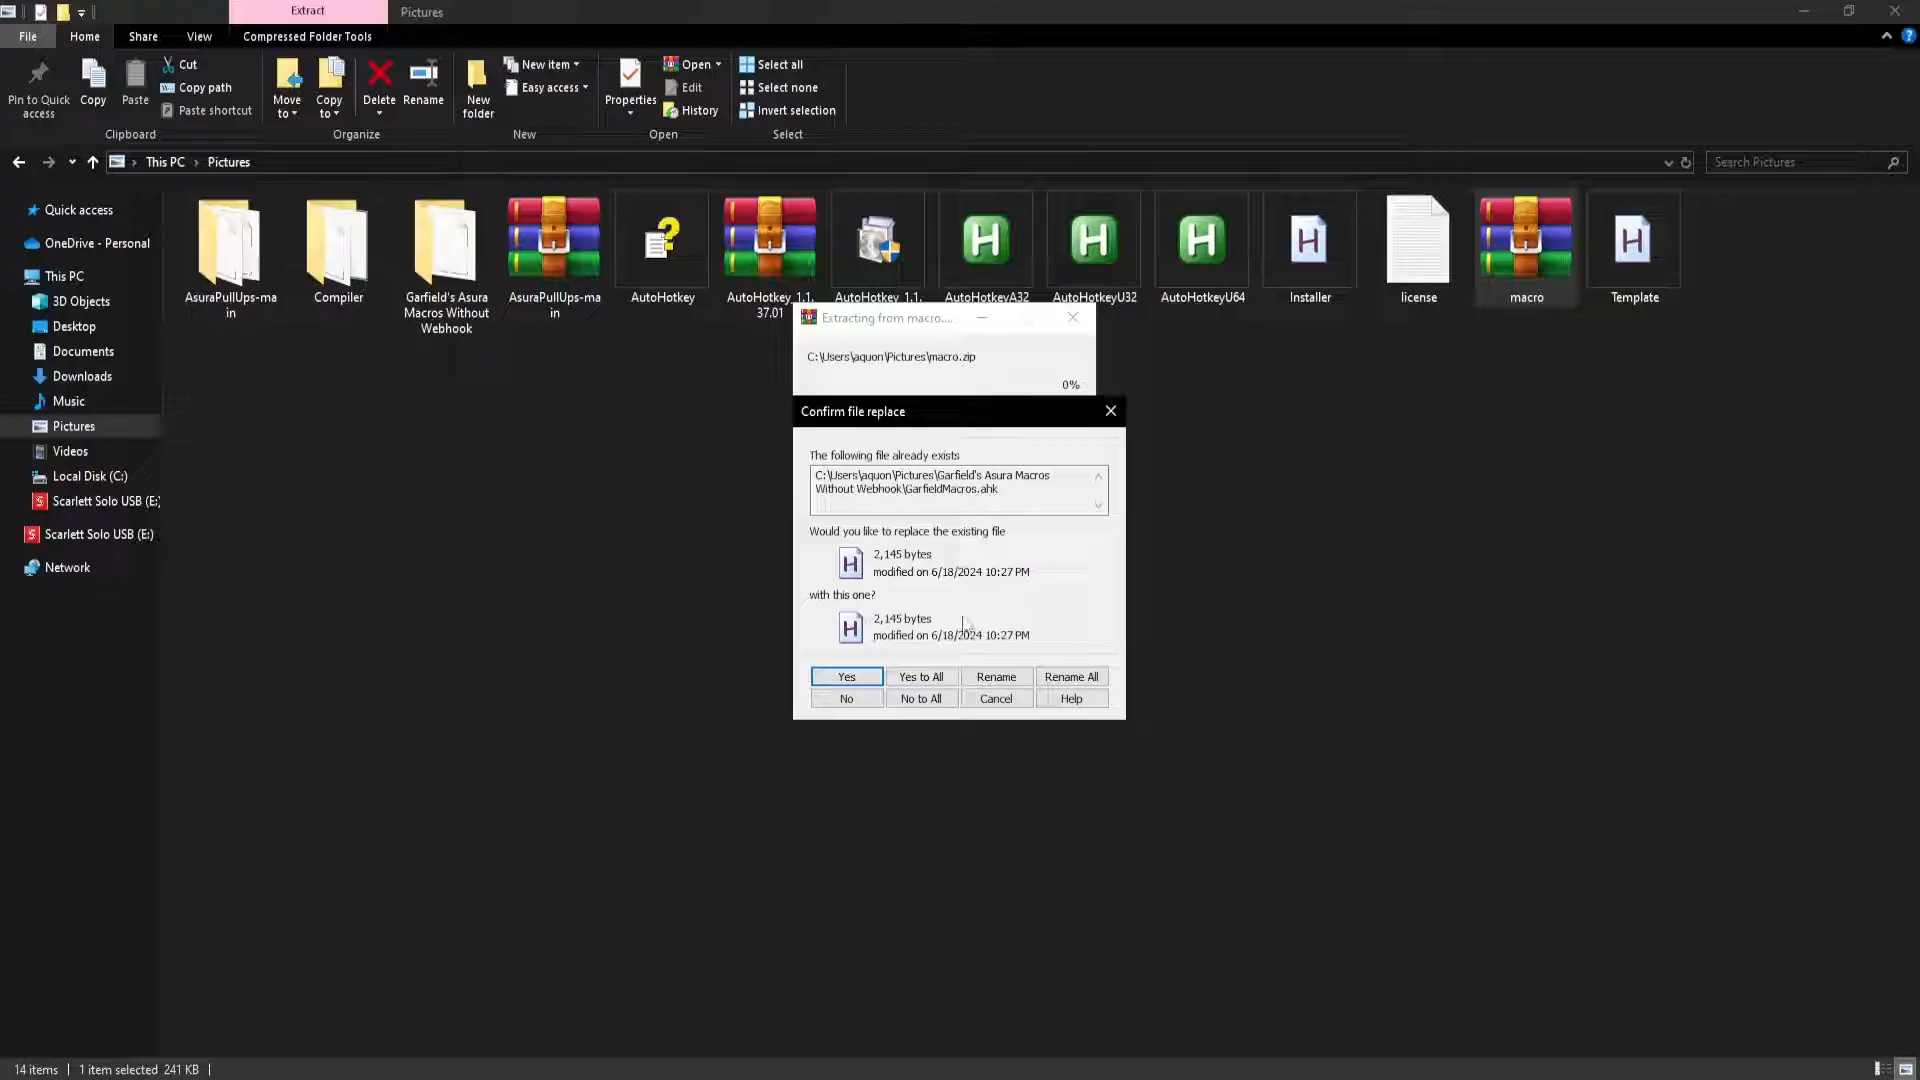 Extract
Pictures
File
Home
Share
View
Compressed Folder Tools
Pin to Quick
access
Copy
Paste
Cut
Copy path
Paste shortcut
Clipboard
Move
to
Copy
to
Delete
Rename
Organize
New
folder
New item
Easy access
New
Properties
Open
Edit
History
Open
Select all
Select none
Invert selection
Select
This PC
Pictures
Search Pictures
Quick access
OneDrive - Personal
This PC
3D Objects
Desktop
Documents
Downloads
Music
Pictures
Videos
Local Disk (C:)
Scarlett Solo USB (E:)
Scarlett Solo USB (E:)
Network
AsuraPullUps-ma
in
Compiler
Garfield's Asura
Macros Without
Webhook
AsuraPullUps-ma
in
AutoHotkey
AutoHotkey_1.1.
37.01
AutoHotkey_1.1.
AutoHotkeyA32
AutoHotkeyU32
AutoHotkeyU64
Installer
license
macro
Template
Extracting from macro....
C:\Users\aquon\Pictures\macro.zip
0%
Confirm file replace
The following file already exists
C:\Users\aquon\Pictures\Garfield's Asura Macros
Without Webhook\GarfieldMacros.ahk
Would you like to replace the existing file
2,145 bytes
modified on 6/18/2024 10:27 PM
with this one?
2,145 bytes
modified on 6/18/2024 10:27 PM
Yes
Yes to All
Rename
Rename All
No
No to All
Cancel
Help
14 items
1 item selected 241 KB